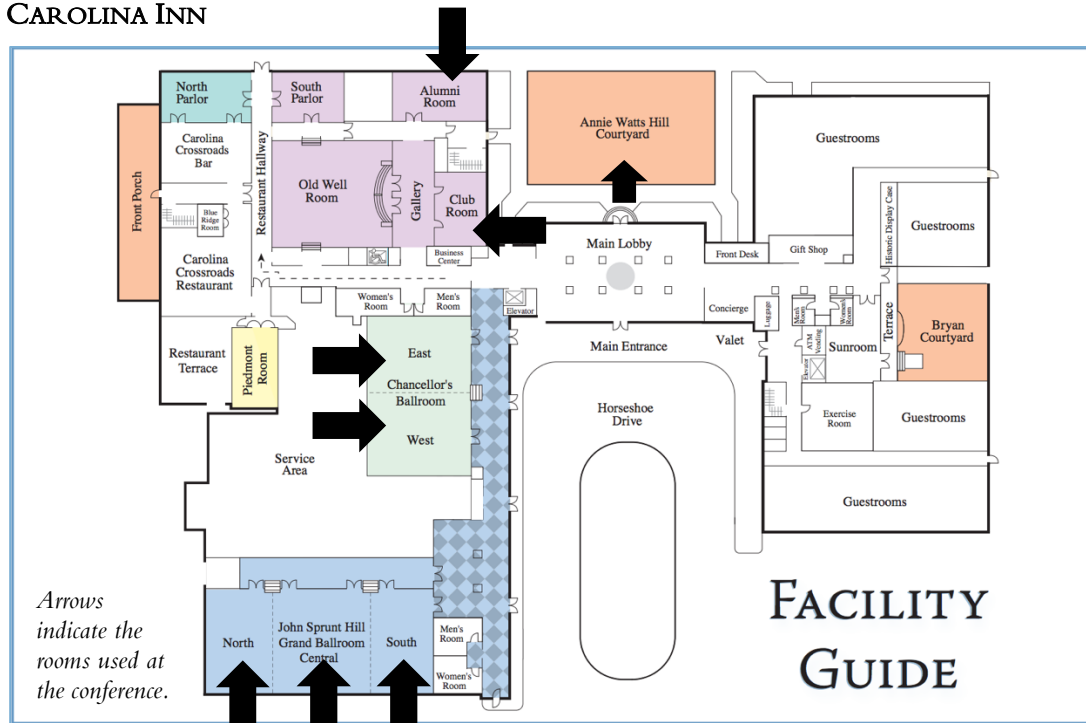 CAROLINA INN
North
Parlor
South
Parlor
Alumni
Room
Annie Watts Hill
Courtyard
Guestrooms
Carolina
Crossroads
Bar
Restaurant Hallway
Old Well
Room
Gallery
Club
Room
Front Porch
Blue
Ridge
Room
Historic Display Case
Guestrooms
Main Lobby
Business
Center
Front Desk
Gift Shop
Carolina
Crossroads
Restaurant
Women's
Room
Men's
Room
Elevator
Concierge
Luggage
Men's
Room
Women's
Room
Terrace
Bryan
Courtyard
Main Entrance
Valet
ATM
Vending
Sunroom
Elevator
Restaurant
Terrace
Piedmont
Room
East
Chancellor's
Ballroom
West
Horseshoe
Drive
Exercise
Room
Guestrooms
Service
Area
Guestrooms
Arrows
indicate the
rooms used at
the conference.
North
John Sprunt Hill
Grand Ballroom
Central
South
Men's
Room
Women's
Room
FACILITY
GUIDE